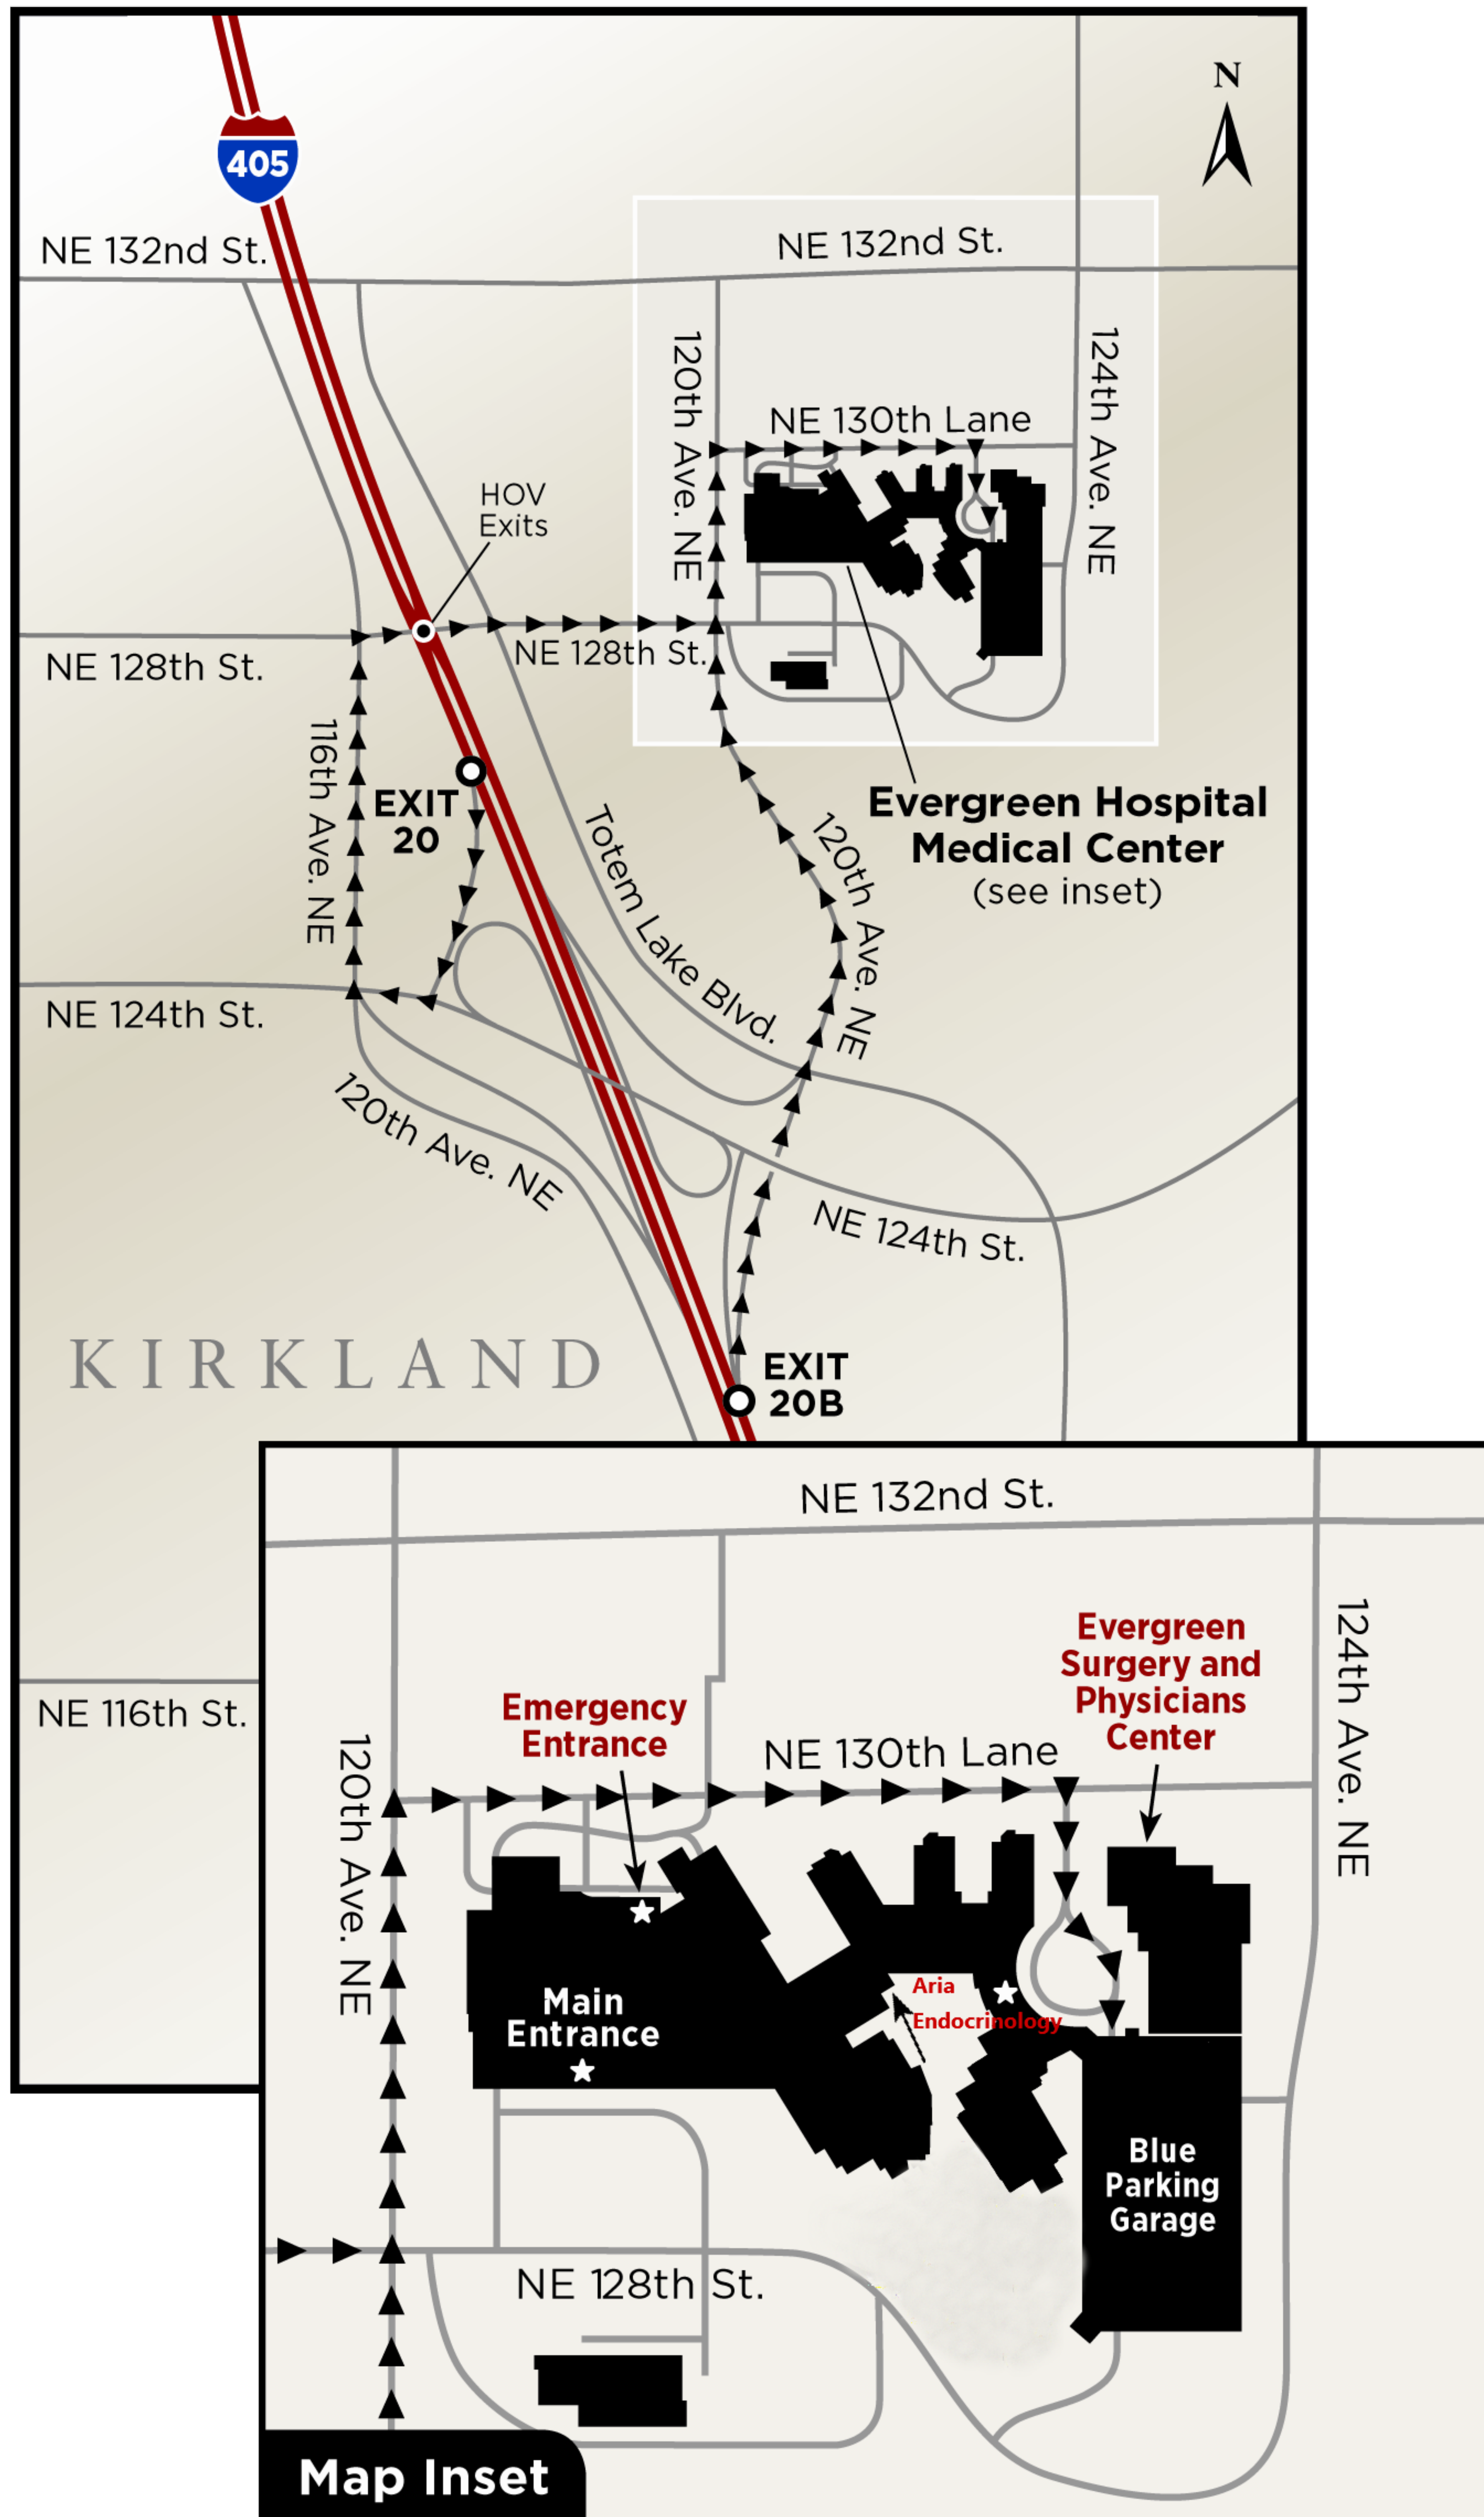 N
405
NE 132nd St.
NE 132nd St.
120th Ave. NE
124th Ave. NE
NE 130th Lane
HOV
Exits
NE 128th St.
NE 128th St.
116th Ave. NE
EXIT
20
Evergreen Hospital
Medical Center
(see inset)
Totem Lake Blvd.
120th Ave. NE
NE 124th St.
120th Ave. NE
NE 124th St.
KIRKLAND
EXIT
20B
NE 116th St.
NE 132nd St.
124th Ave. NE
Evergreen
Surgery and
Physicians
Center
Emergency
Entrance
NE 130th Lane
120th Ave. NE
Aria
Endocrinology
Main
Entrance
Blue
Parking
Garage
NE 128th St.
Map Inset